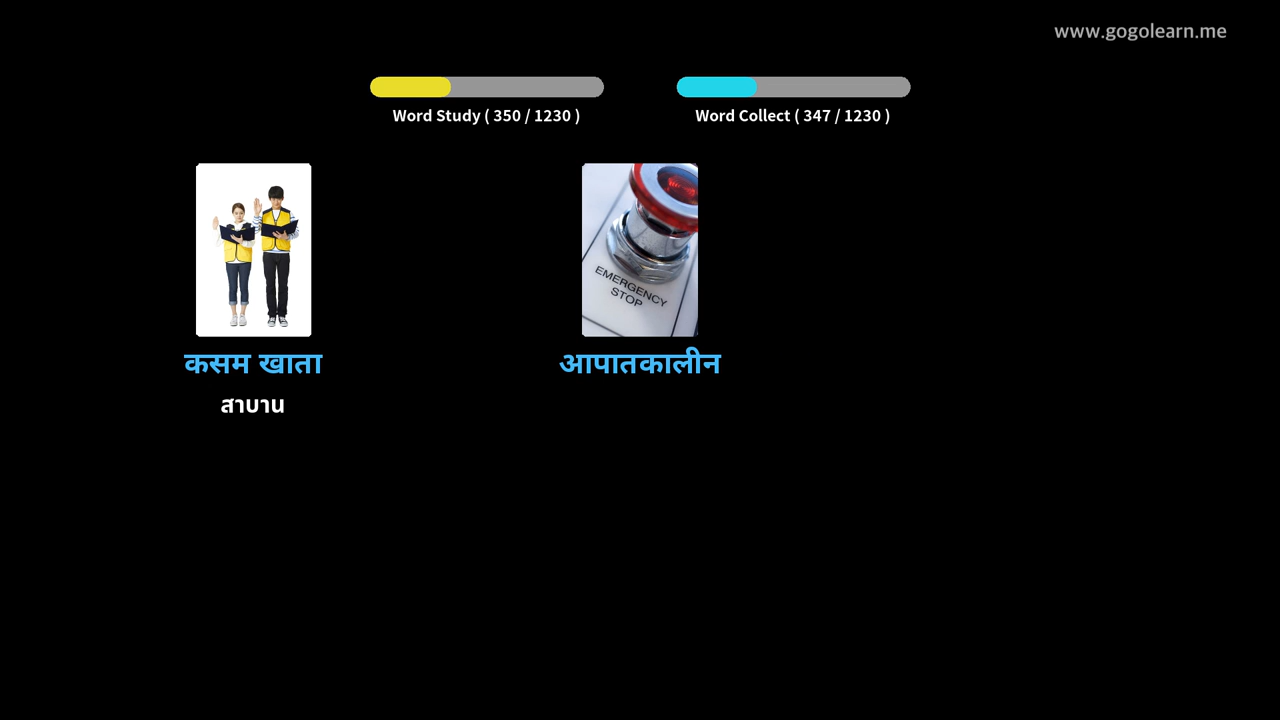 www.gogolearn.me
Word Study ( 350 / 1230 )
Word Collect ( 347 / 1230 )
EMERGENCY
STOP
कसम खाता
आपातकालीन
สาบาน